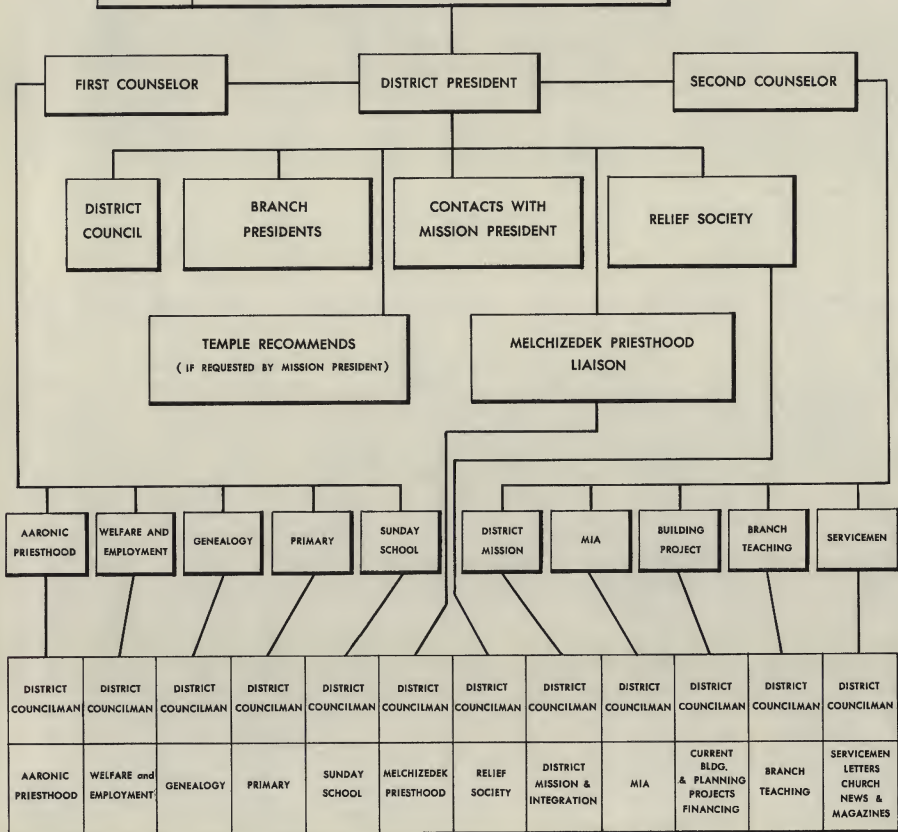 FIRST COUNSELOR
DISTRICT PRESIDENT
SECOND COUNSELOR
DISTRICT
COUNCIL
BRANCH
PRESIDENTS
CONTACTS WITH
MISSION PRESIDENT
RELIEF SOCIETY
TEMPLE RECOMMENDS
( IF REQUESTED BY MISSION PRESIDENT)
MELCHIZEDEK PRIESTHOOD
LIAISON
AARONIC
PRIESTHOOD
WELFARE AND
EMPLOYMENT
GENEALOGY
PRIMARY
SUNDAY
SCHOOL
DISTRICT
MISSION
MIA
BUILDING
PROJECT
BRANCH
TEACHING
SERVICEMEN
DISTRICT
COUNCILMAN
DISTRICT
COUNCILMAN
DISTRICT
COUNCILMAN
DISTRICT
COUNCILMAN
DISTRICT
COUNCILMAN
DISTRICT
COUNCILMAN
DISTRICT
COUNCILMAN
DISTRICT
COUNCILMAN
DISTRICT
COUNCILMAN
DISTRICT
COUNCILMAN
DISTRICT
COUNCILMAN
DISTRICT
COUNCILMAN
AARONIC
PRIESTHOOD
WELFARE and
EMPLOYMENT
GENEALOGY
PRIMARY
SUNDAY
SCHOOL
MELCHIZEDEK
PRIESTHOOD
RELIEF
SOCIETY
DISTRICT
MISSION &
INTEGRATION
MIA
CURRENT
BLDG.
& PLANNING
PROJECTS
FINANCING
BRANCH
TEACHING
SERVICEMEN
LETTERS
CHURCH
NEWS &
MAGAZINES